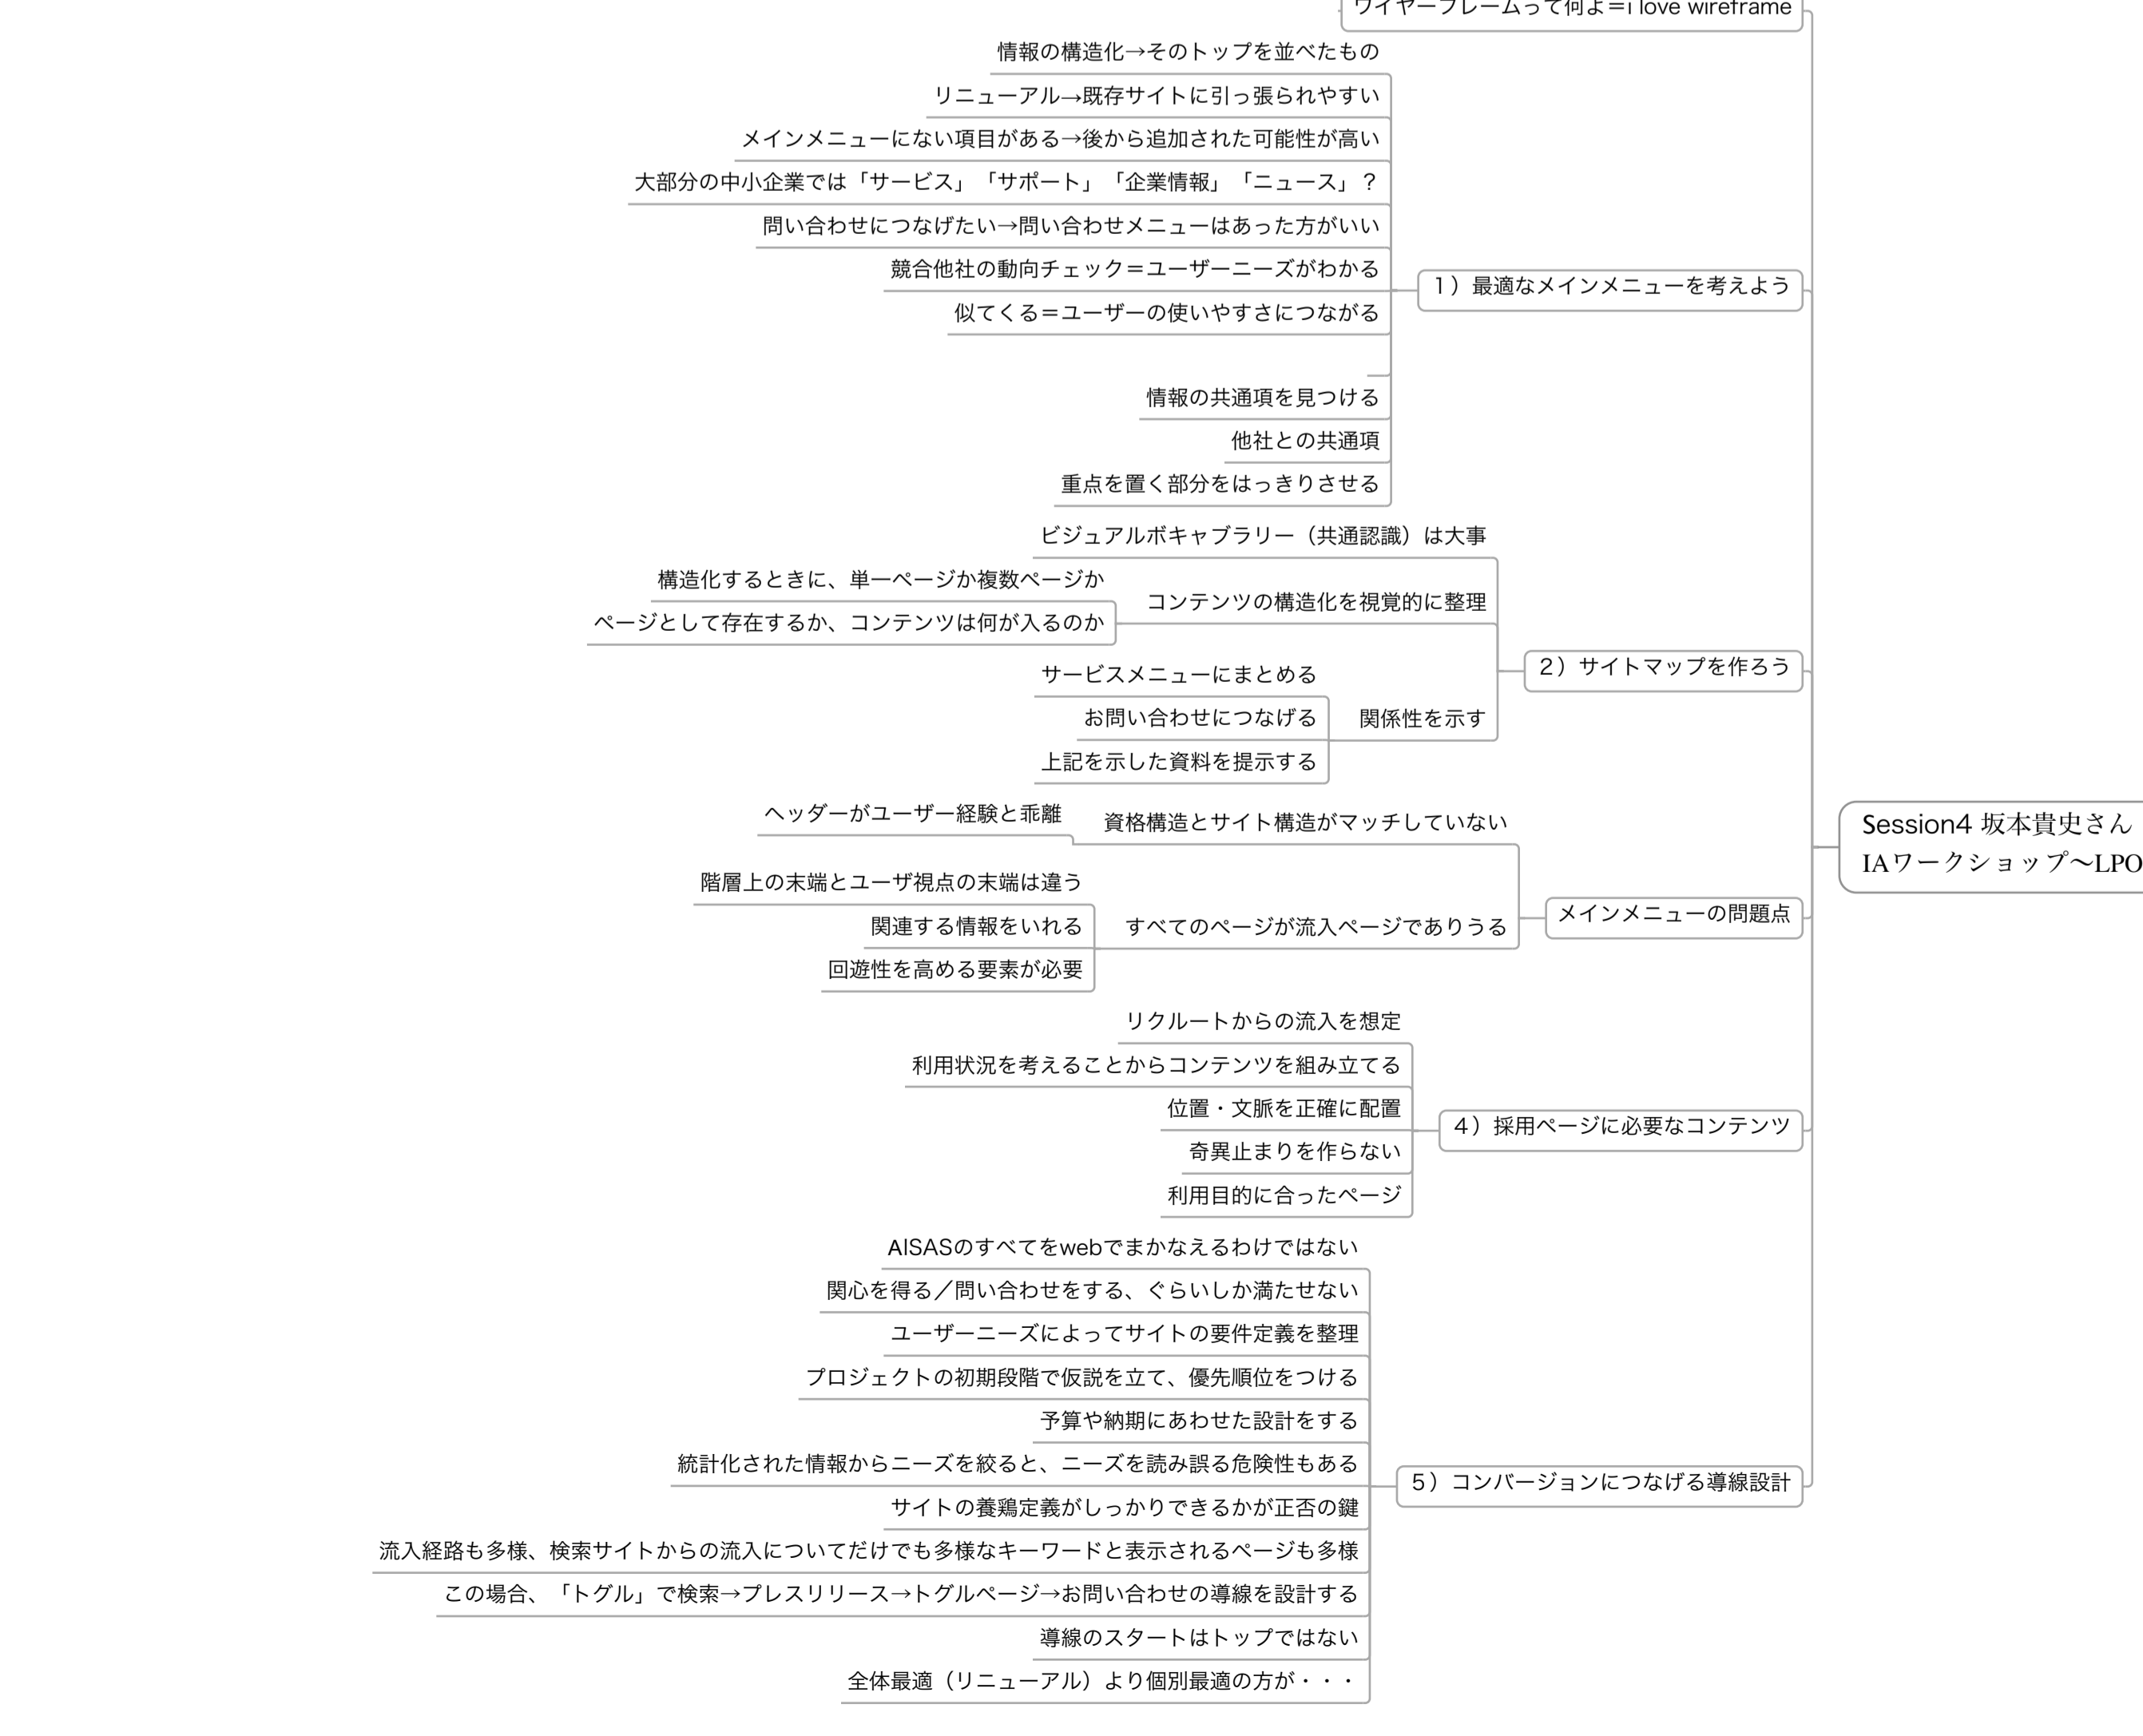 ワイヤーフレームって何よ＝i love wireframe
情報の構造化→そのトップを並べたもの
リニューアル→既存サイトに引っ張られやすい
メインメニューにない項目がある→後から追加された可能性が高い
大部分の中小企業では「サービス」「サポート」「企業情報」「ニュース」？
問い合わせにつなげたい→問い合わせメニューはあった方がいい
競合他社の動向チェック＝ユーザーニーズがわかる
１）最適なメインメニューを考えよう
似てくる＝ユーザーの使いやすさにつながる
情報の共通項を見つける
他社との共通項
重点を置く部分をはっきりさせる
ビジュアルボキャブラリー（共通認識）は大事
構造化するときに、単一ページか複数ページか
コンテンツの構造化を視覚的に整理
ページとして存在するか、コンテンツは何が入るのか
２）サイトマップを作ろう
サービスメニューにまとめる
お問い合わせにつなげる
関係性を示す
上記を示した資料を提示する
Session4 坂本貴史さん
IAワークショップ〜LPO
ヘッダーがユーザー経験と乖離
資格構造とサイト構造がマッチしていない
階層上の末端とユーザ視点の末端は違う
関連する情報をいれる
すべてのページが流入ページでありうる
メインメニューの問題点
回遊性を高める要素が必要
リクルートからの流入を想定
利用状況を考えることからコンテンツを組み立てる
位置・文脈を正確に配置
４）採用ページに必要なコンテンツ
奇異止まりを作らない
利用目的に合ったページ
AISASのすべてをwebでまかなえるわけではない
関心を得る／問い合わせをする、ぐらいしか満たせない
ユーザーニーズによってサイトの要件定義を整理
プロジェクトの初期段階で仮説を立て、優先順位をつける
予算や納期にあわせた設計をする
統計化された情報からニーズを絞ると、ニーズを読み誤る危険性もある
５）コンバージョンにつなげる導線設計
サイトの養鶏定義がしっかりできるかが正否の鍵
流入経路も多様、検索サイトからの流入についてだけでも多様なキーワードと表示されるページも多様
この場合、「トグル」で検索→プレスリリース→トグルページ→お問い合わせの導線を設計する
導線のスタートはトップではない
全体最適（リニューアル）より個別最適の方が・・・